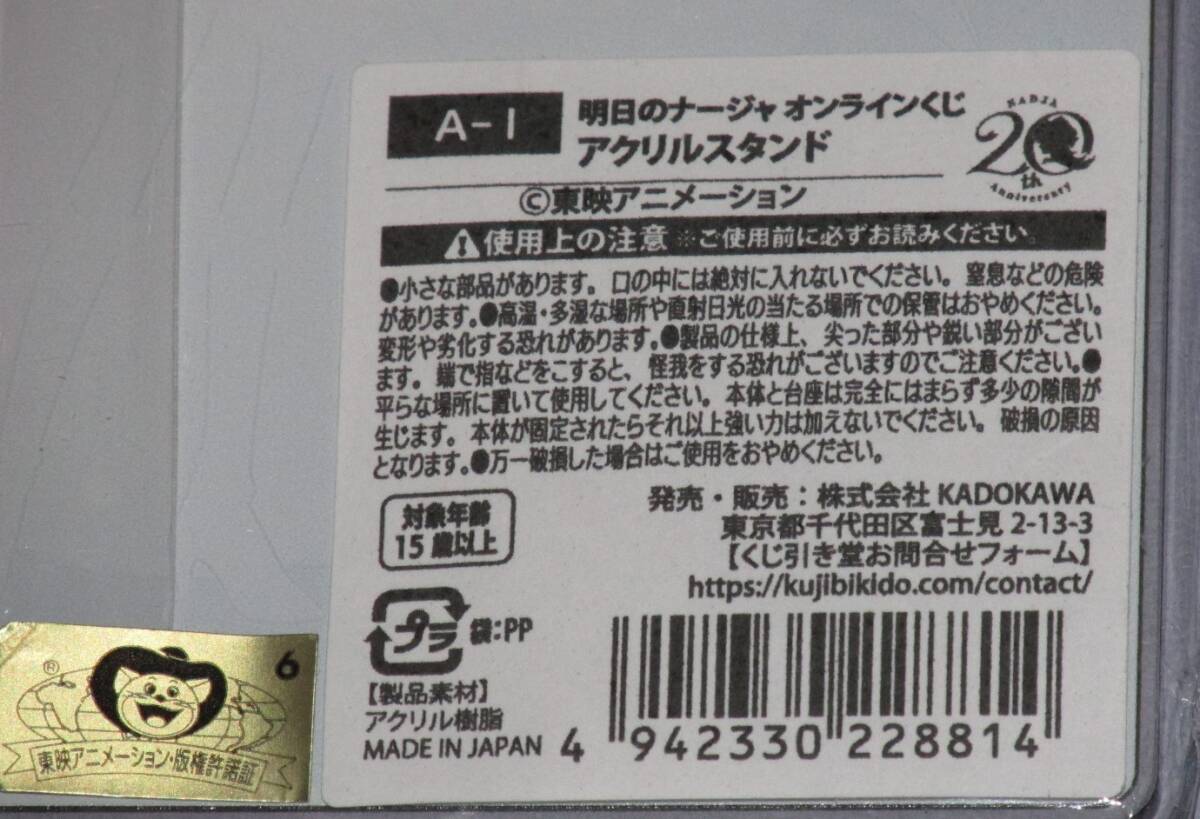 A-1
明日のナージャ オンラインくじ
アクリルスタンド
NADJA
20th
Anniversary
©東映アニメーション
⚠使用上の注意 ※ご使用前に必ずお読みください。
●小さな部品があります。口の中には絶対に入れないでください。窒息などの危険
があります。●高温・多湿な場所や直射日光の当たる場所での保管はおやめください。
変形や劣化する恐れがあります。●製品の仕様上、尖った部分や鋭い部分がござい
ます。端で指などをこすると、怪我をする恐れがございますのでご注意ください。●
平らな場所に置いて使用してください。本体と台座は完全にはまらず多少の隙間が
生じます。本体が固定されたらそれ以上強い力は加えないでください。破損の原因
となります。●万一破損した場合はご使用をおやめください。
対象年齢
15歳以上
発売・販売：株式会社 KADOKAWA
東京都千代田区富士見 2-13-3
【くじ引き堂お問合せフォーム】
https://kujibikido.com/contact/
プラ
袋:PP
【製品素材】
アクリル樹脂
MADE IN JAPAN
4 942330 228814
® 6
東映アニメーション・版権許諾証